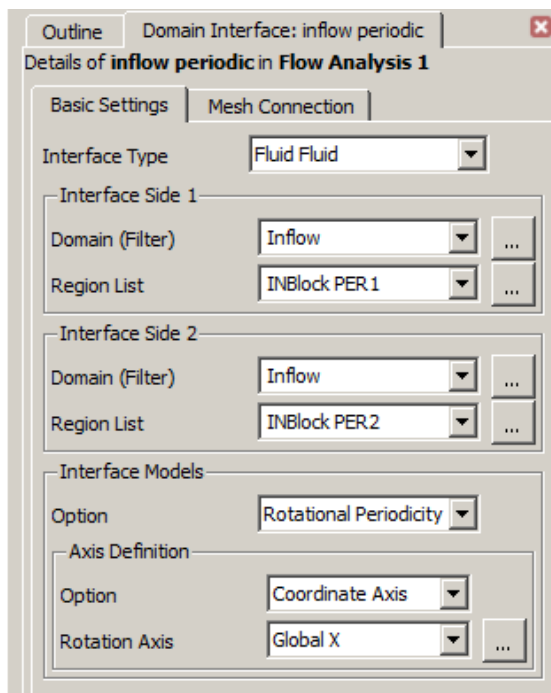 Outline Domain Interface: inflow periodic
Details of inflow periodic in Flow Analysis 1
Basic Settings Mesh Connection
Interface Type Fluid Fluid
Interface Side 1
Domain (Filter) Inflow ...
Region List INBlock PER1 ...
Interface Side 2
Domain (Filter) Inflow ...
Region List INBlock PER2 ...
Interface Models
Option Rotational Periodicity
Axis Definition
Option Coordinate Axis
Rotation Axis Global X ...